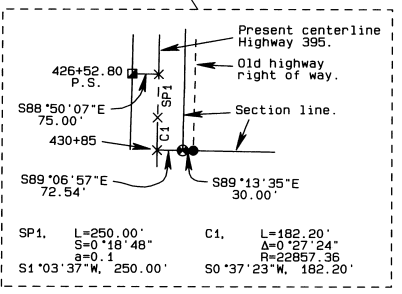 Present centerline
Highway 395.
426+52.80
P.S.
Old highway
right of way.
S88°50'07"E
75.00'
SP1
Section line.
430+85
C1
S89°06'57"E
72.54'
S89°13'35"E
30.00'
SP1, L=250.00' C1, L=182.20'
S=0°18'48" Δ=0°27'24"
a=0.1 R=22857.36
S1°03'37"W, 250.00' S0°37'23"W, 182.20'